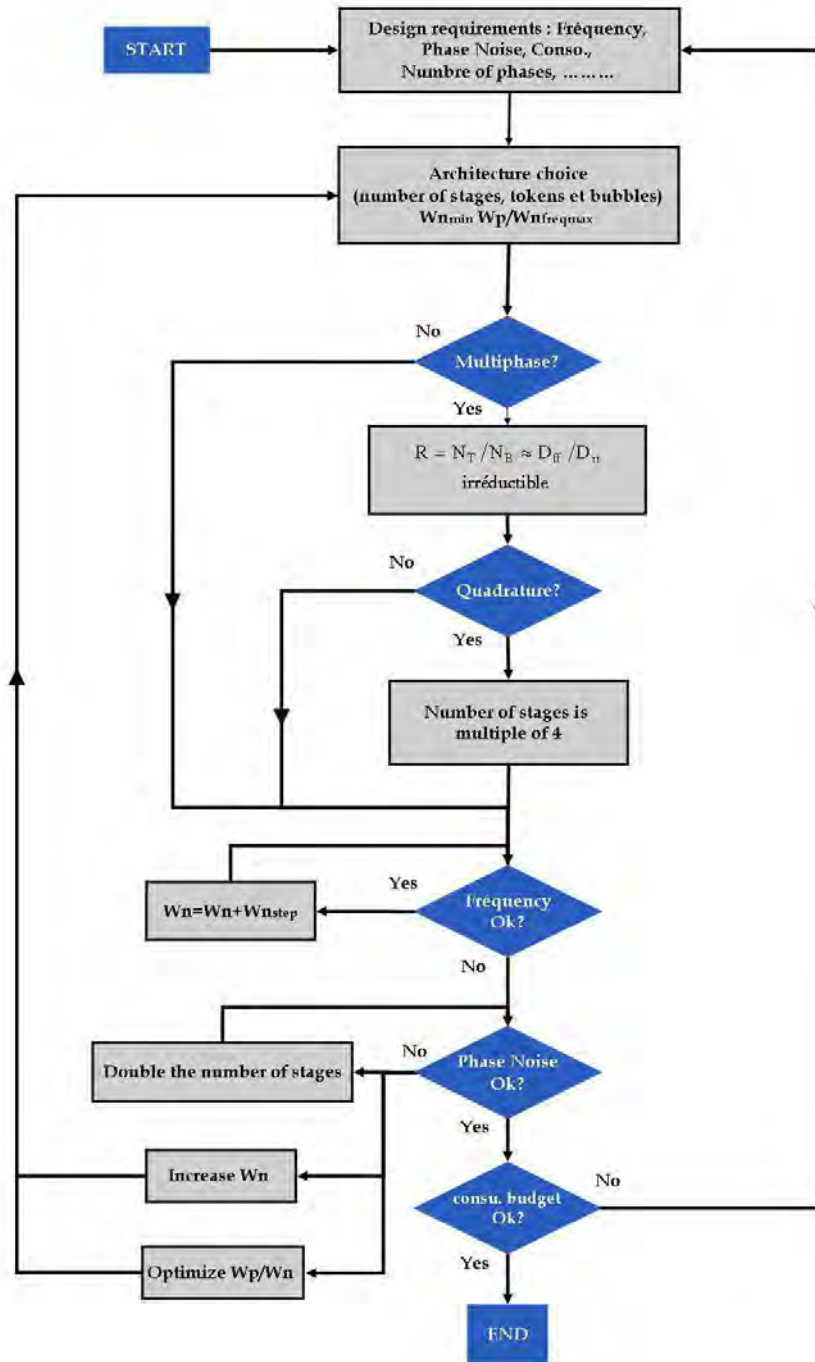 START
Design requirements : Fréquency,
Phase Noise, Conso.,
Numbre of phases, ... ... ...
Architecture choice
(number of stages, tokens et bubbles)
Wnmin Wp/Wnfreqmax
No
Multiphase?
Yes
R = NT /NB ≈ Dff /Drr
irréductible
No
Quadrature?
Yes
Number of stages is
multiple of 4
Yes
Wn=Wn+Wnstep
Fréquency
Ok?
No
Double the number of stages
No
Phase Noise
Ok?
Yes
Increase Wn
consu. budget
Ok?
No
Optimize Wp/Wn
Yes
END